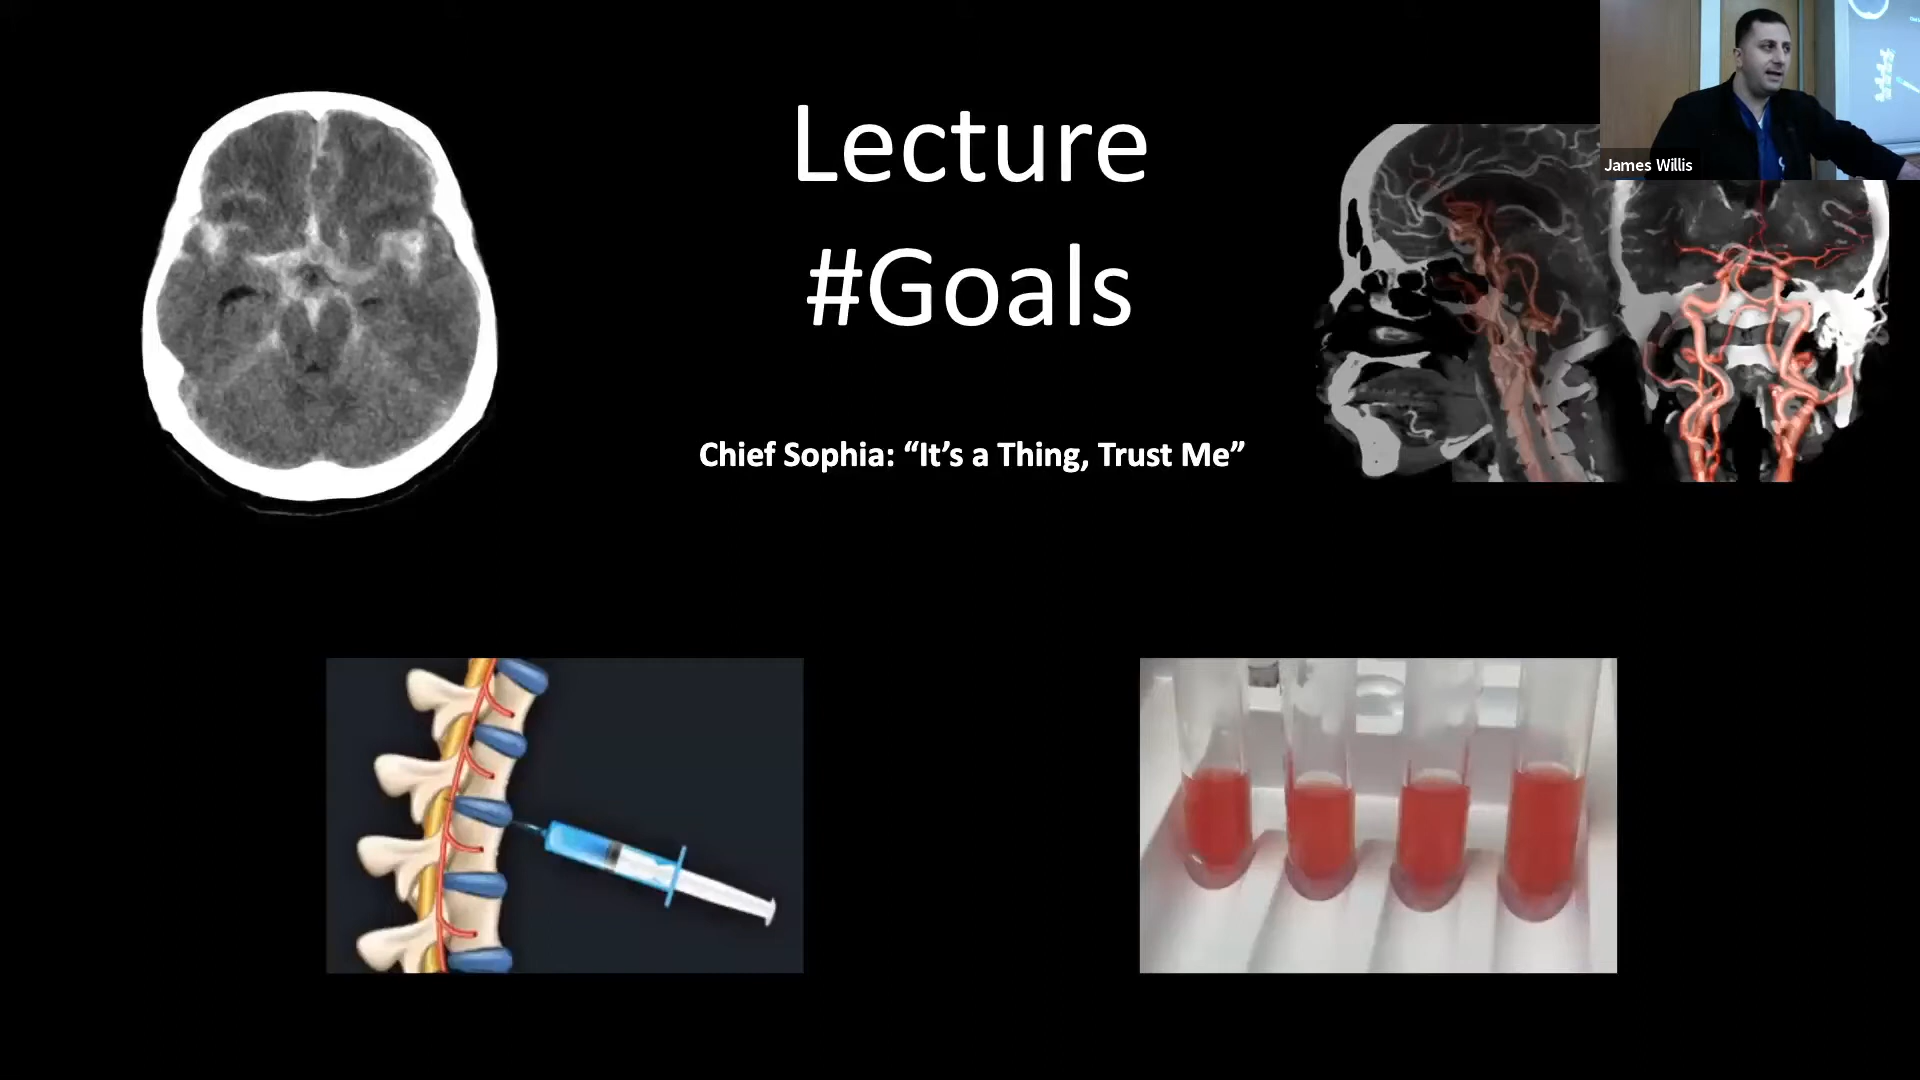 Lecture
#Goals
Chief Sophia: “It’s a Thing, Trust Me”
James Willis